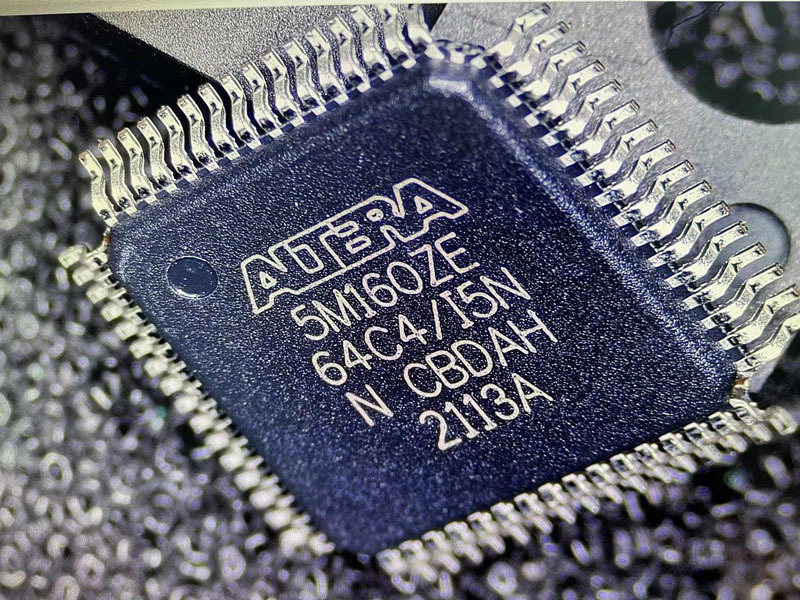 ALTERA
5M160ZE
64C4/I5N
N CBDAH
2113A